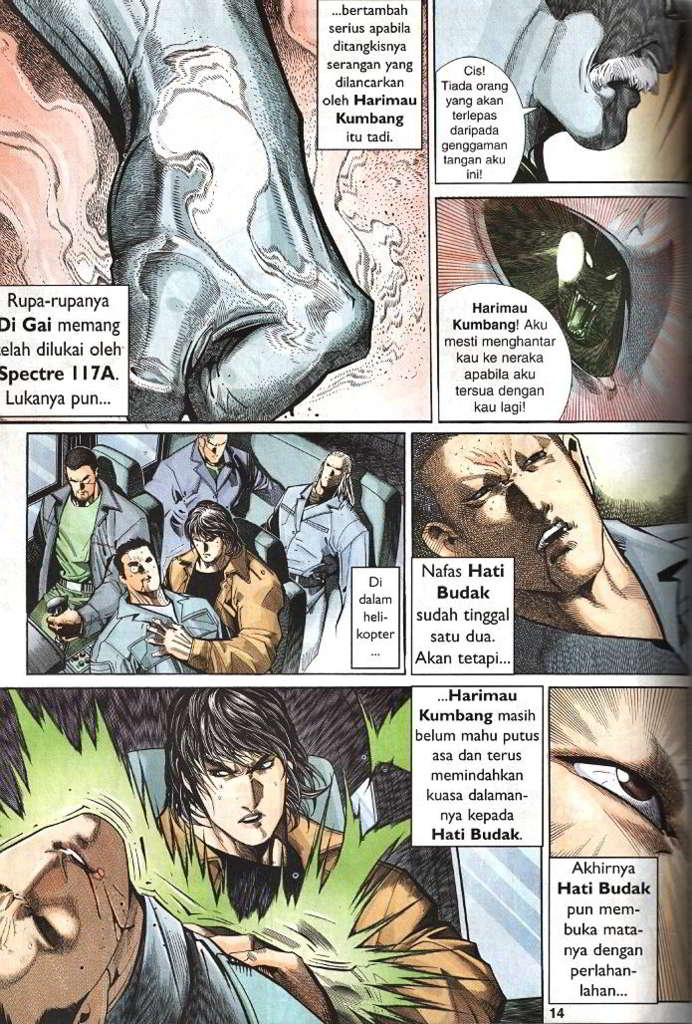 Rupa-rupanya
Di Gai memang
telah dilukai oleh
Spectre 117A.
Lukanya pun...
...bertambah
serius apabila
ditangkisnya
serangan yang
dilancarkan
oleh Harimau
Kumbang
itu tadi.
Cis!
Tiada orang
yang akan
terlepas
daripada
genggaman
tangan aku
ini!
Harimau
Kumbang! Aku
mesti menghantar
kau ke neraka
apabila aku
tersua dengan
kau lagi!
Di
dalam
heli-
kopter
...
Nafas Hati
Budak
sudah tinggal
satu dua.
Akan tetapi...
...Harimau
Kumbang masih
belum mahu putus
asa dan terus
memindahkan
kuasa dalaman-
nya kepada
Hati Budak.
Akhirnya
Hati Budak
pun mem-
buka mata-
nya dengan
perlahan-
lahan...
14